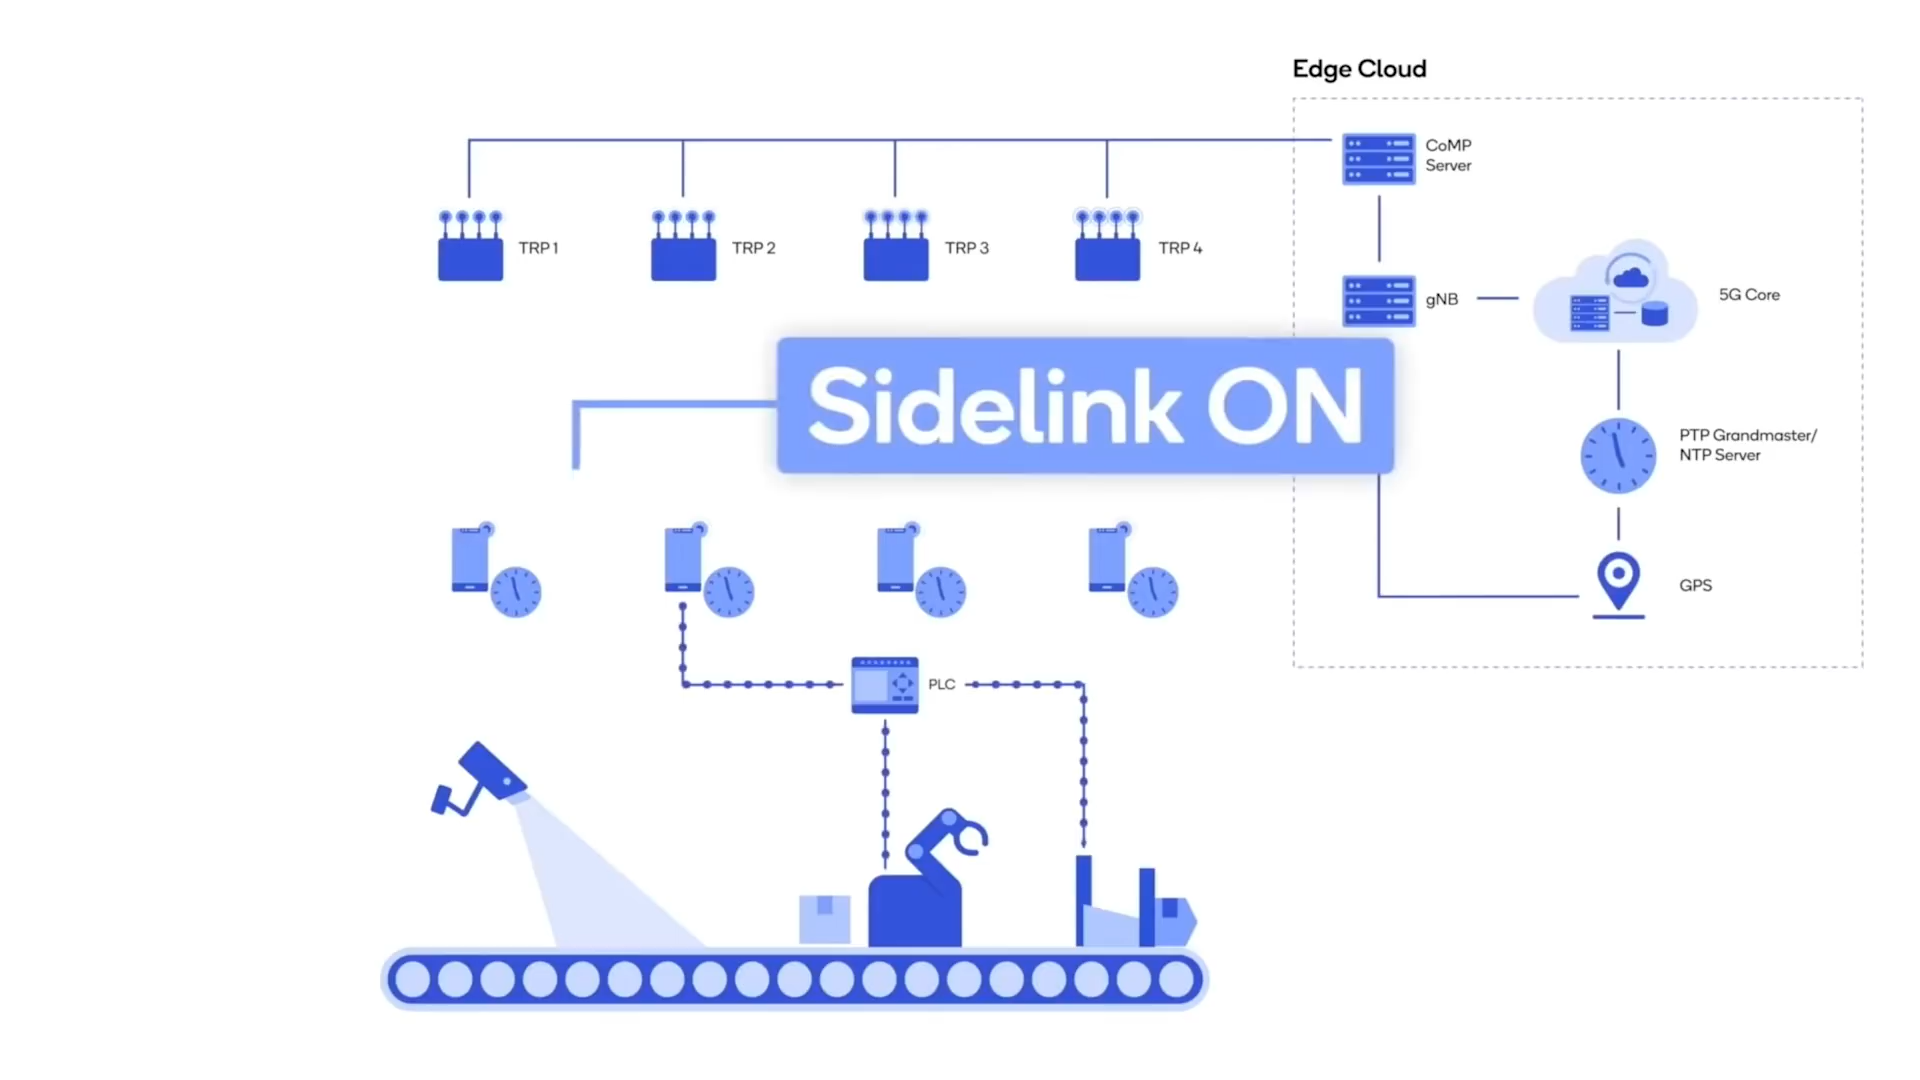 Edge Cloud
CoMP
Server
TRP 1
TRP 2
TRP 3
TRP 4
gNB
5G Core
Sidelink ON
PTP Grandmaster/
NTP Server
GPS
PLC